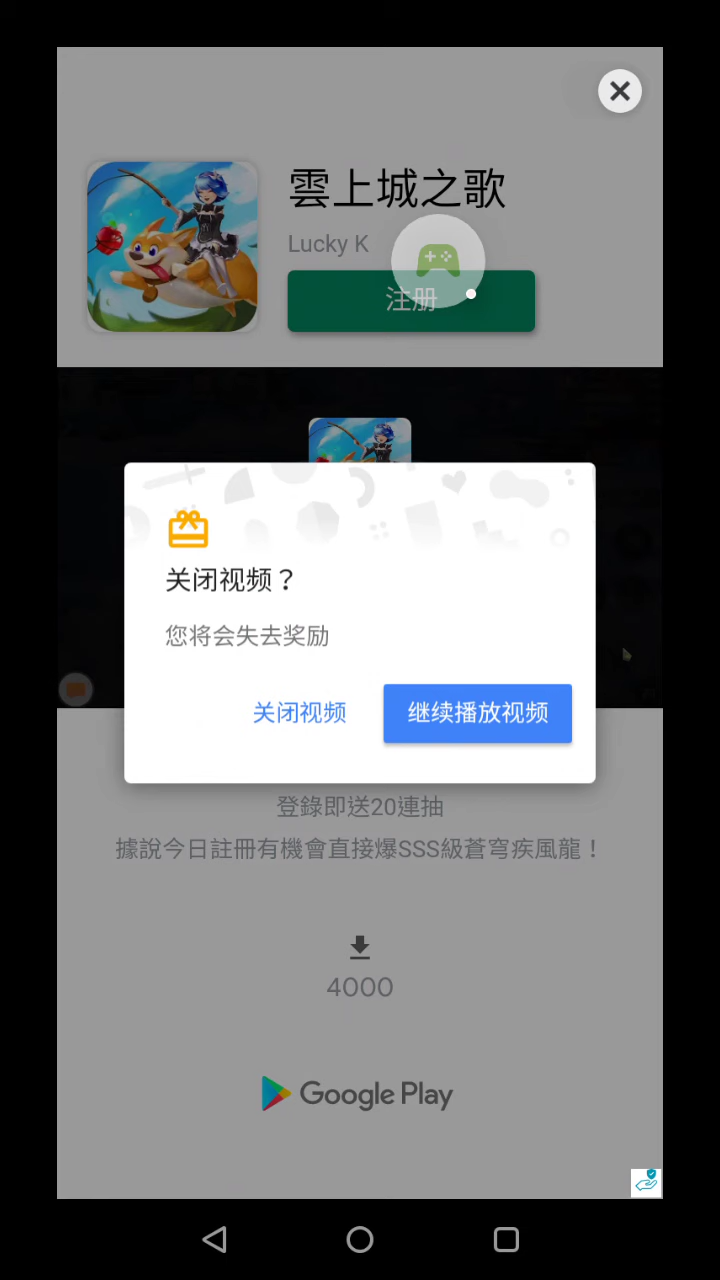 雲上城之歌
Lucky K
注册
关闭视频？
您将会失去奖励
关闭视频
继续播放视频
登錄即送20連抽
據說今日註冊有機會直接爆SSS級蒼穹疾風龍！
4000
Google Play